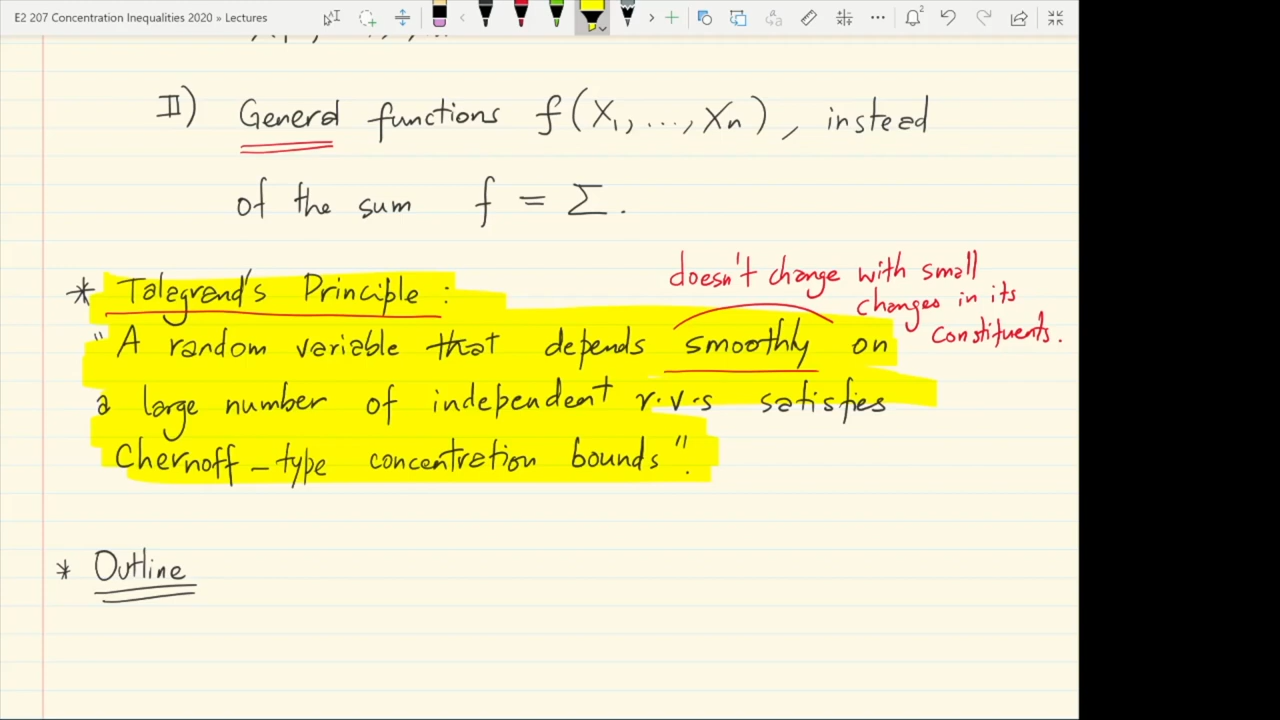 E2 207 Concentration Inequalities 2020 » Lectures
II) General functions f(X₁, ..., Xn), instead
of the sum f = Σ.
* Talagrand's Principle :
doesn't change with small
changes in its
constituents.
"A random variable that depends smoothly on
a large number of independent r.v.s satisfies
Chernoff-type concentration bounds".
* Outline